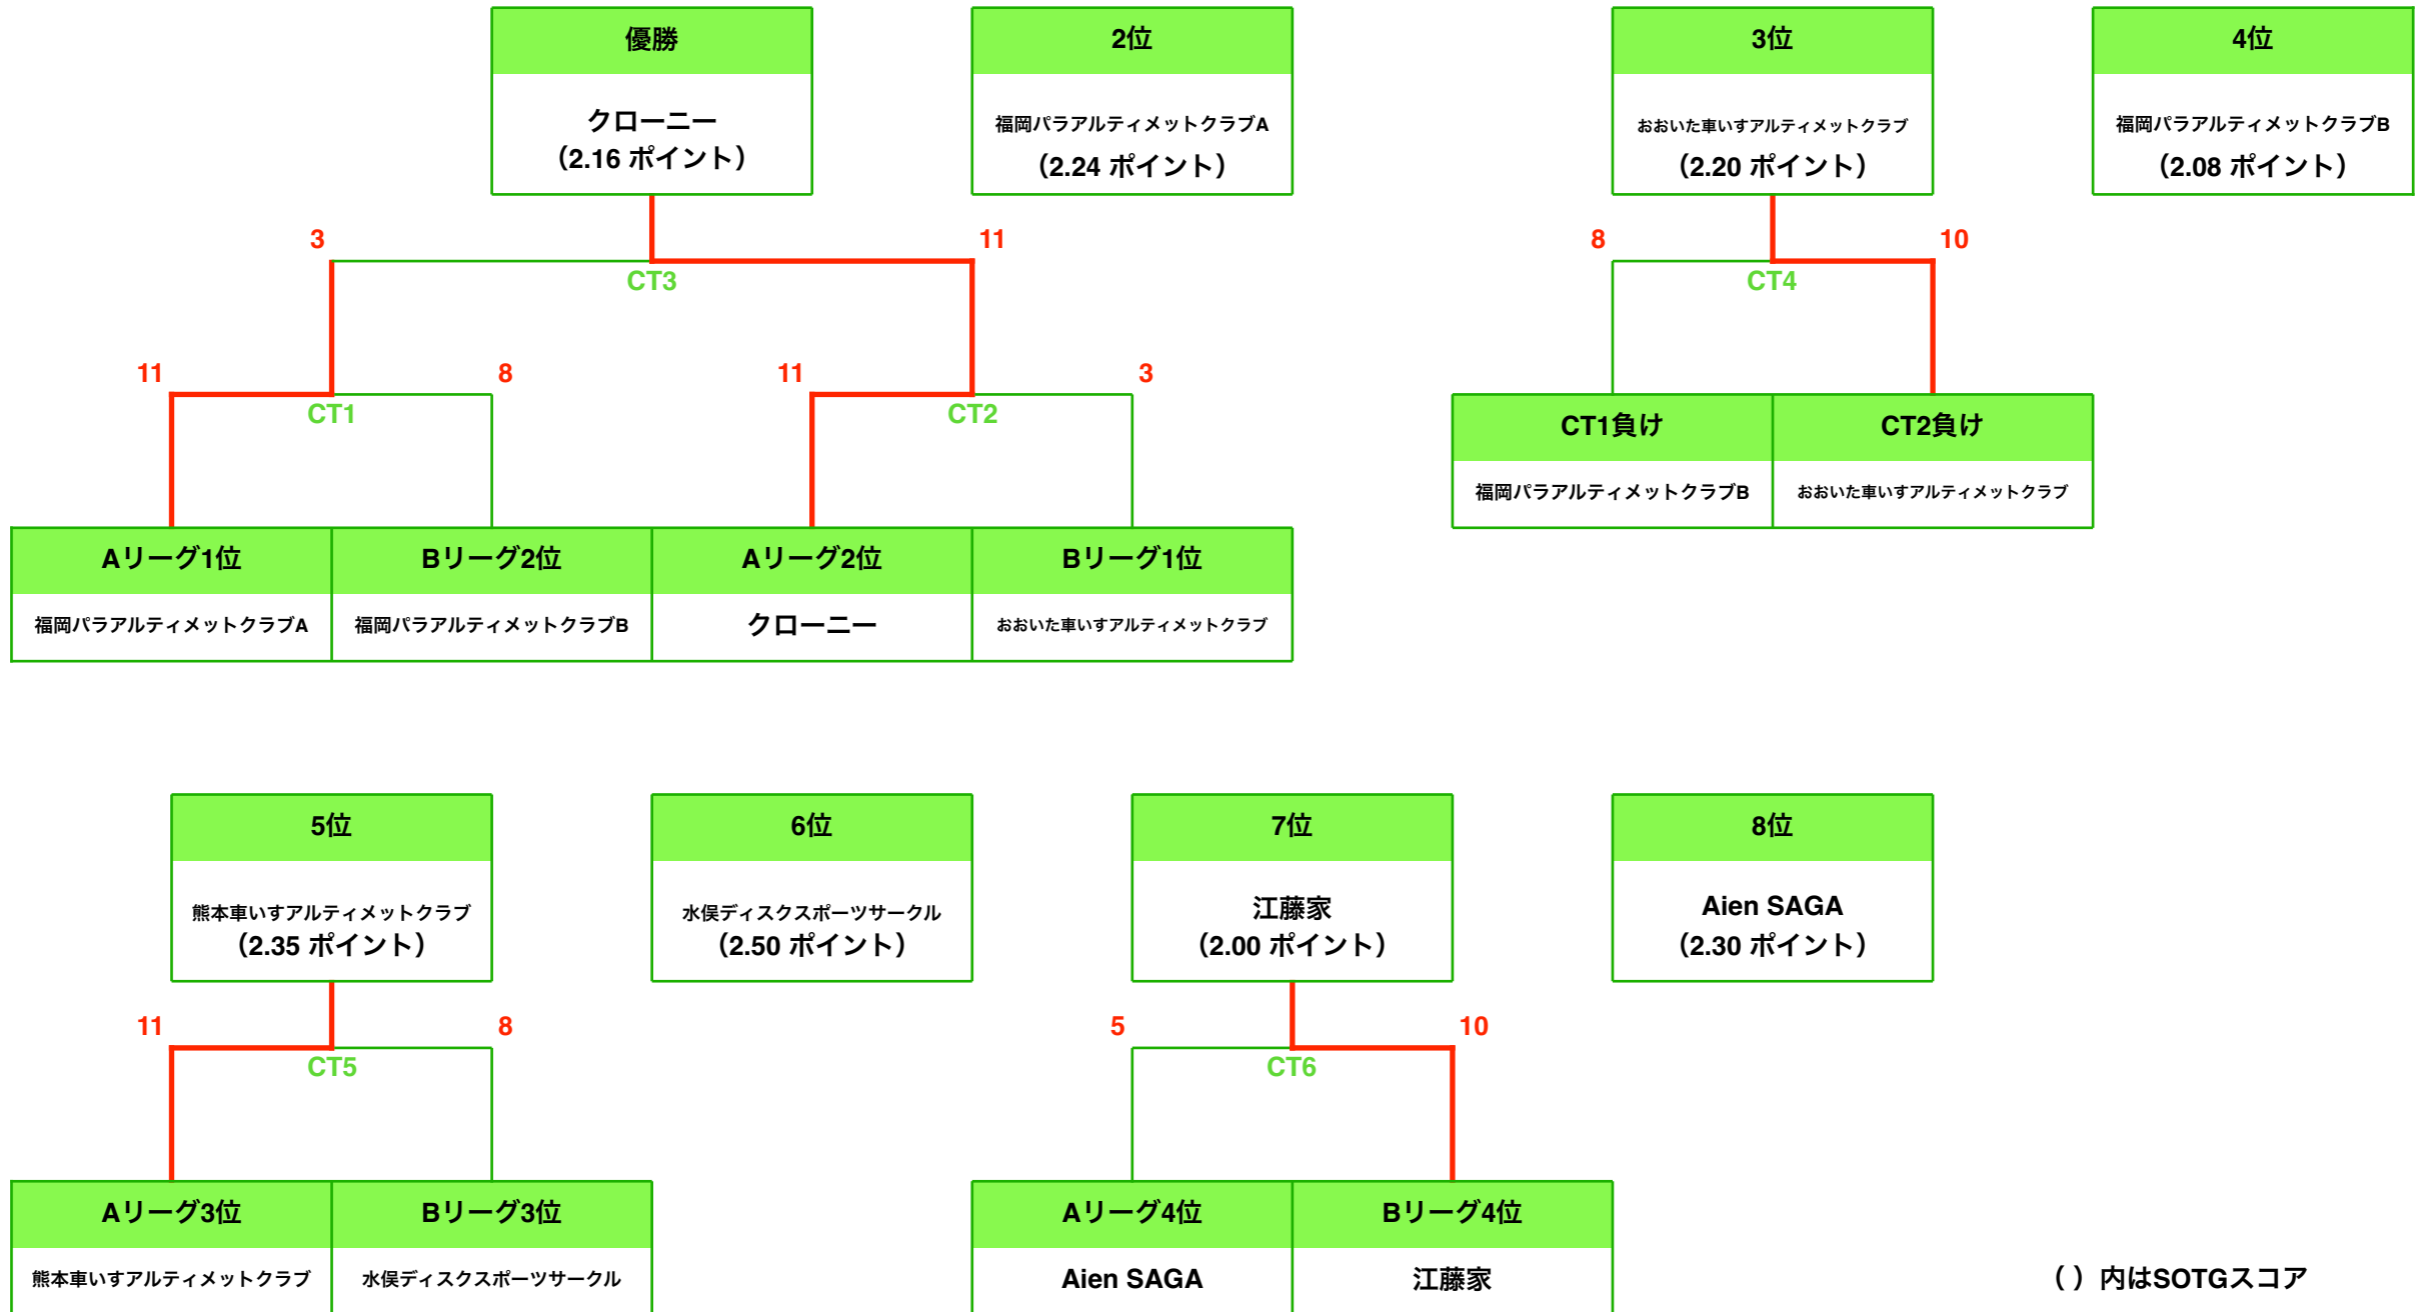 優勝
2位
3位
4位
クローニー
(2.16 ポイント)
福岡パラアルティメットクラブA
(2.24 ポイント)
おおいた車いすアルティメットクラブ
(2.20 ポイント)
福岡パラアルティメットクラブB
(2.08 ポイント)
3
11
8
10
CT3
CT4
11
8
11
3
CT1
CT2
CT1負け
CT2負け
福岡パラアルティメットクラブB
おおいた車いすアルティメットクラブ
Aリーグ1位
Bリーグ2位
Aリーグ2位
Bリーグ1位
福岡パラアルティメットクラブA
福岡パラアルティメットクラブB
クローニー
おおいた車いすアルティメットクラブ
5位
6位
7位
8位
熊本車いすアルティメットクラブ
(2.35 ポイント)
水俣ディスクスポーツサークル
(2.50 ポイント)
江藤家
(2.00 ポイント)
Aien SAGA
(2.30 ポイント)
11
8
5
10
CT5
CT6
Aリーグ3位
Bリーグ3位
Aリーグ4位
Bリーグ4位
熊本車いすアルティメットクラブ
水俣ディスクスポーツサークル
Aien SAGA
江藤家
( ) 内はSOTGスコア